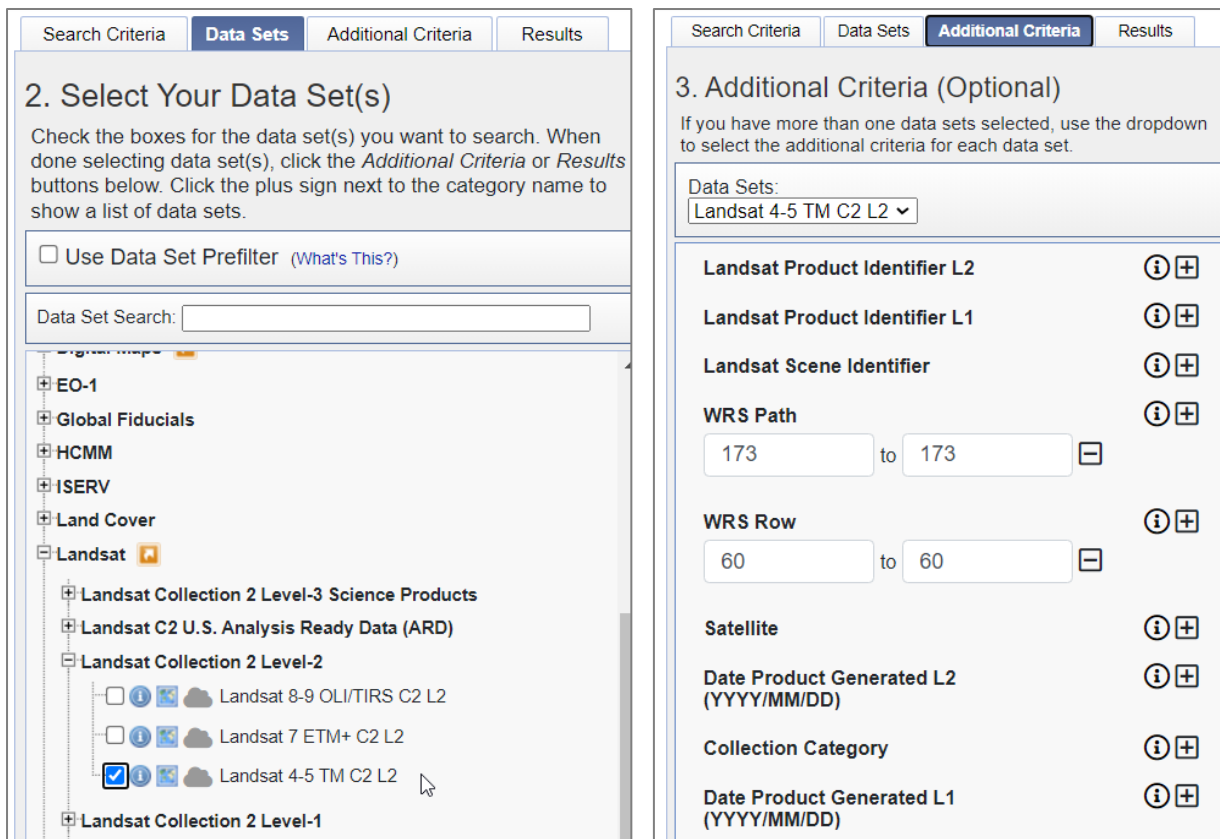 Search Criteria Data Sets Additional Criteria Results
2. Select Your Data Set(s)
Check the boxes for the data set(s) you want to search. When
done selecting data set(s), click the Additional Criteria or Results
buttons below. Click the plus sign next to the category name to
show a list of data sets.
Use Data Set Prefilter (What's This?)
Data Set Search:
Digital Maps
EO-1
Global Fiducials
HCMM
ISERV
Land Cover
Landsat
Landsat Collection 2 Level-3 Science Products
Landsat C2 U.S. Analysis Ready Data (ARD)
Landsat Collection 2 Level-2
Landsat 8-9 OLI/TIRS C2 L2
Landsat 7 ETM+ C2 L2
Landsat 4-5 TM C2 L2
Landsat Collection 2 Level-1
Search Criteria Data Sets Additional Criteria Results
3. Additional Criteria (Optional)
If you have more than one data sets selected, use the dropdown
to select the additional criteria for each data set.
Data Sets:
Landsat 4-5 TM C2 L2
Landsat Product Identifier L2
Landsat Product Identifier L1
Landsat Scene Identifier
WRS Path
173 to 173
WRS Row
60 to 60
Satellite
Date Product Generated L2
(YYYY/MM/DD)
Collection Category
Date Product Generated L1
(YYYY/MM/DD)